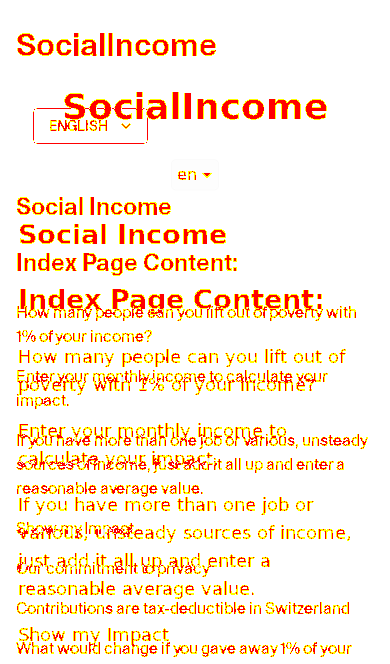 SocialIncome
SocialIncome
ENGLISH
en
Social Income
Social Income
Index Page Content:
Index Page Content:
How many people can you lift out of poverty with
1% of your income?
How many people can you lift out of
Enter your monthly income to calculate your
poverty with 1% of your income?
impact.
Enter your monthly income to
If you have more than one job or various, unsteady
calculate your impact.
sources of income, just add it all up and enter a
reasonable average value.
If you have more than one job or
Show my Impact
various, unsteady sources of income,
just add it all up and enter a
Our commitment to privacy
reasonable average value.
Contributions are tax-deductible in Switzerland
Show my Impact
What would change if you gave away 1% of your